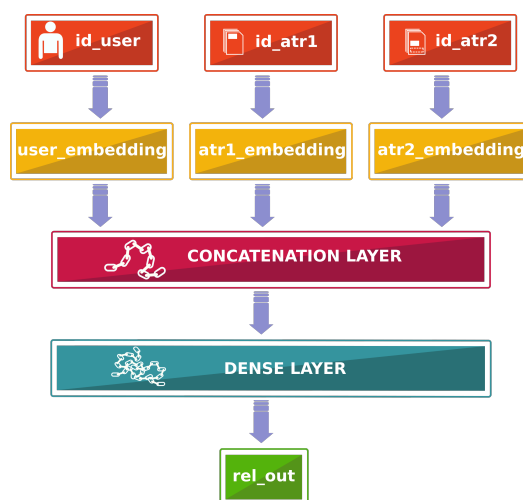 id_user
id_atr1
id_atr2
user_embedding
atr1_embedding
atr2_embedding
CONCATENATION LAYER
DENSE LAYER
rel_out